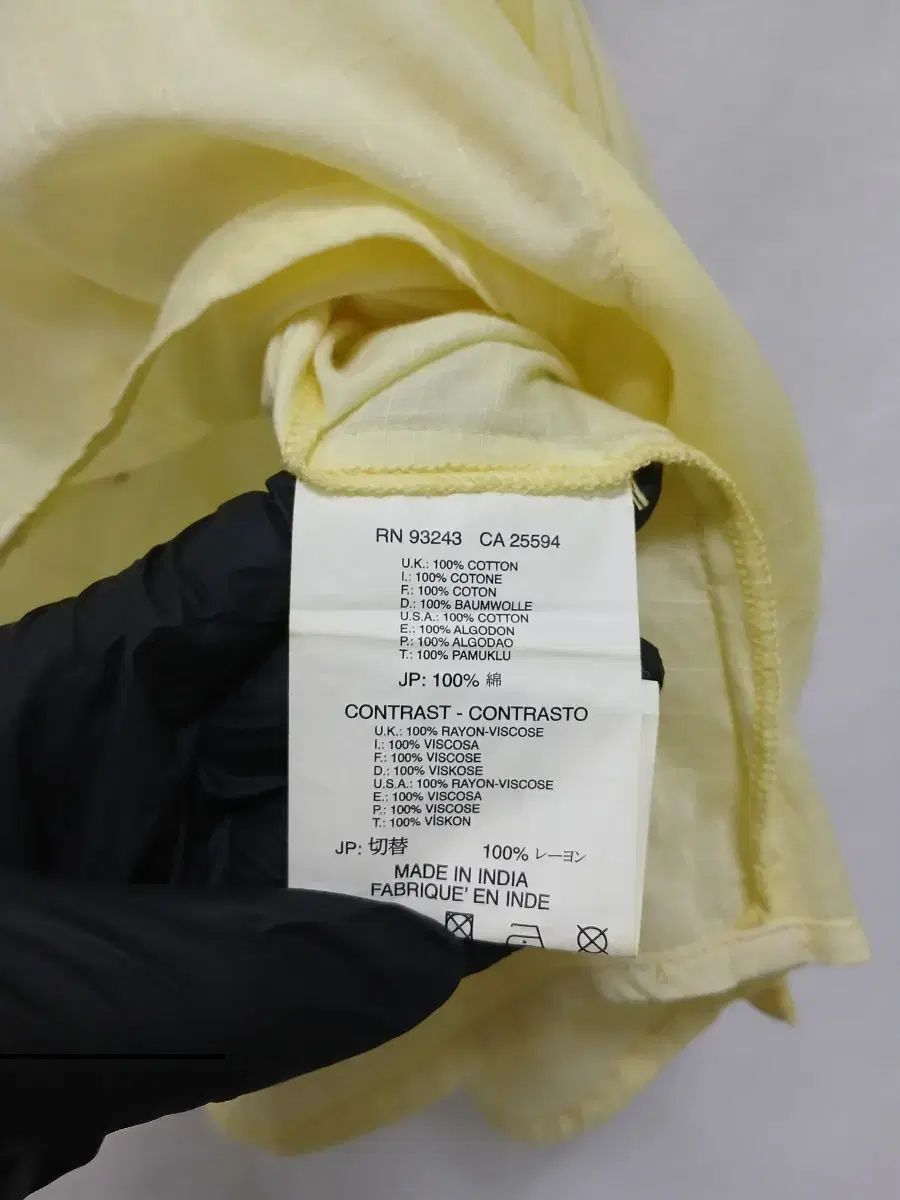 RN 93243 CA 25594
U.K.: 100% COTTON
I.: 100% COTONE
F.: 100% COTON
D.: 100% BAUMWOLLE
U.S.A.: 100% COTTON
E.: 100% ALGODON
P.: 100% ALGODAO
T.: 100% PAMUKLU
JP: 100% 綿
CONTRAST - CONTRASTO
U.K.: 100% RAYON-VISCOSE
I.: 100% VISCOSA
F.: 100% VISCOSE
D.: 100% VISKOSE
U.S.A.: 100% RAYON-VISCOSE
E.: 100% VISCOSA
P.: 100% VISCOSE
T.: 100% VİSKON
JP: 切替 100% レーヨン
MADE IN INDIA
FABRIQUE' EN INDE